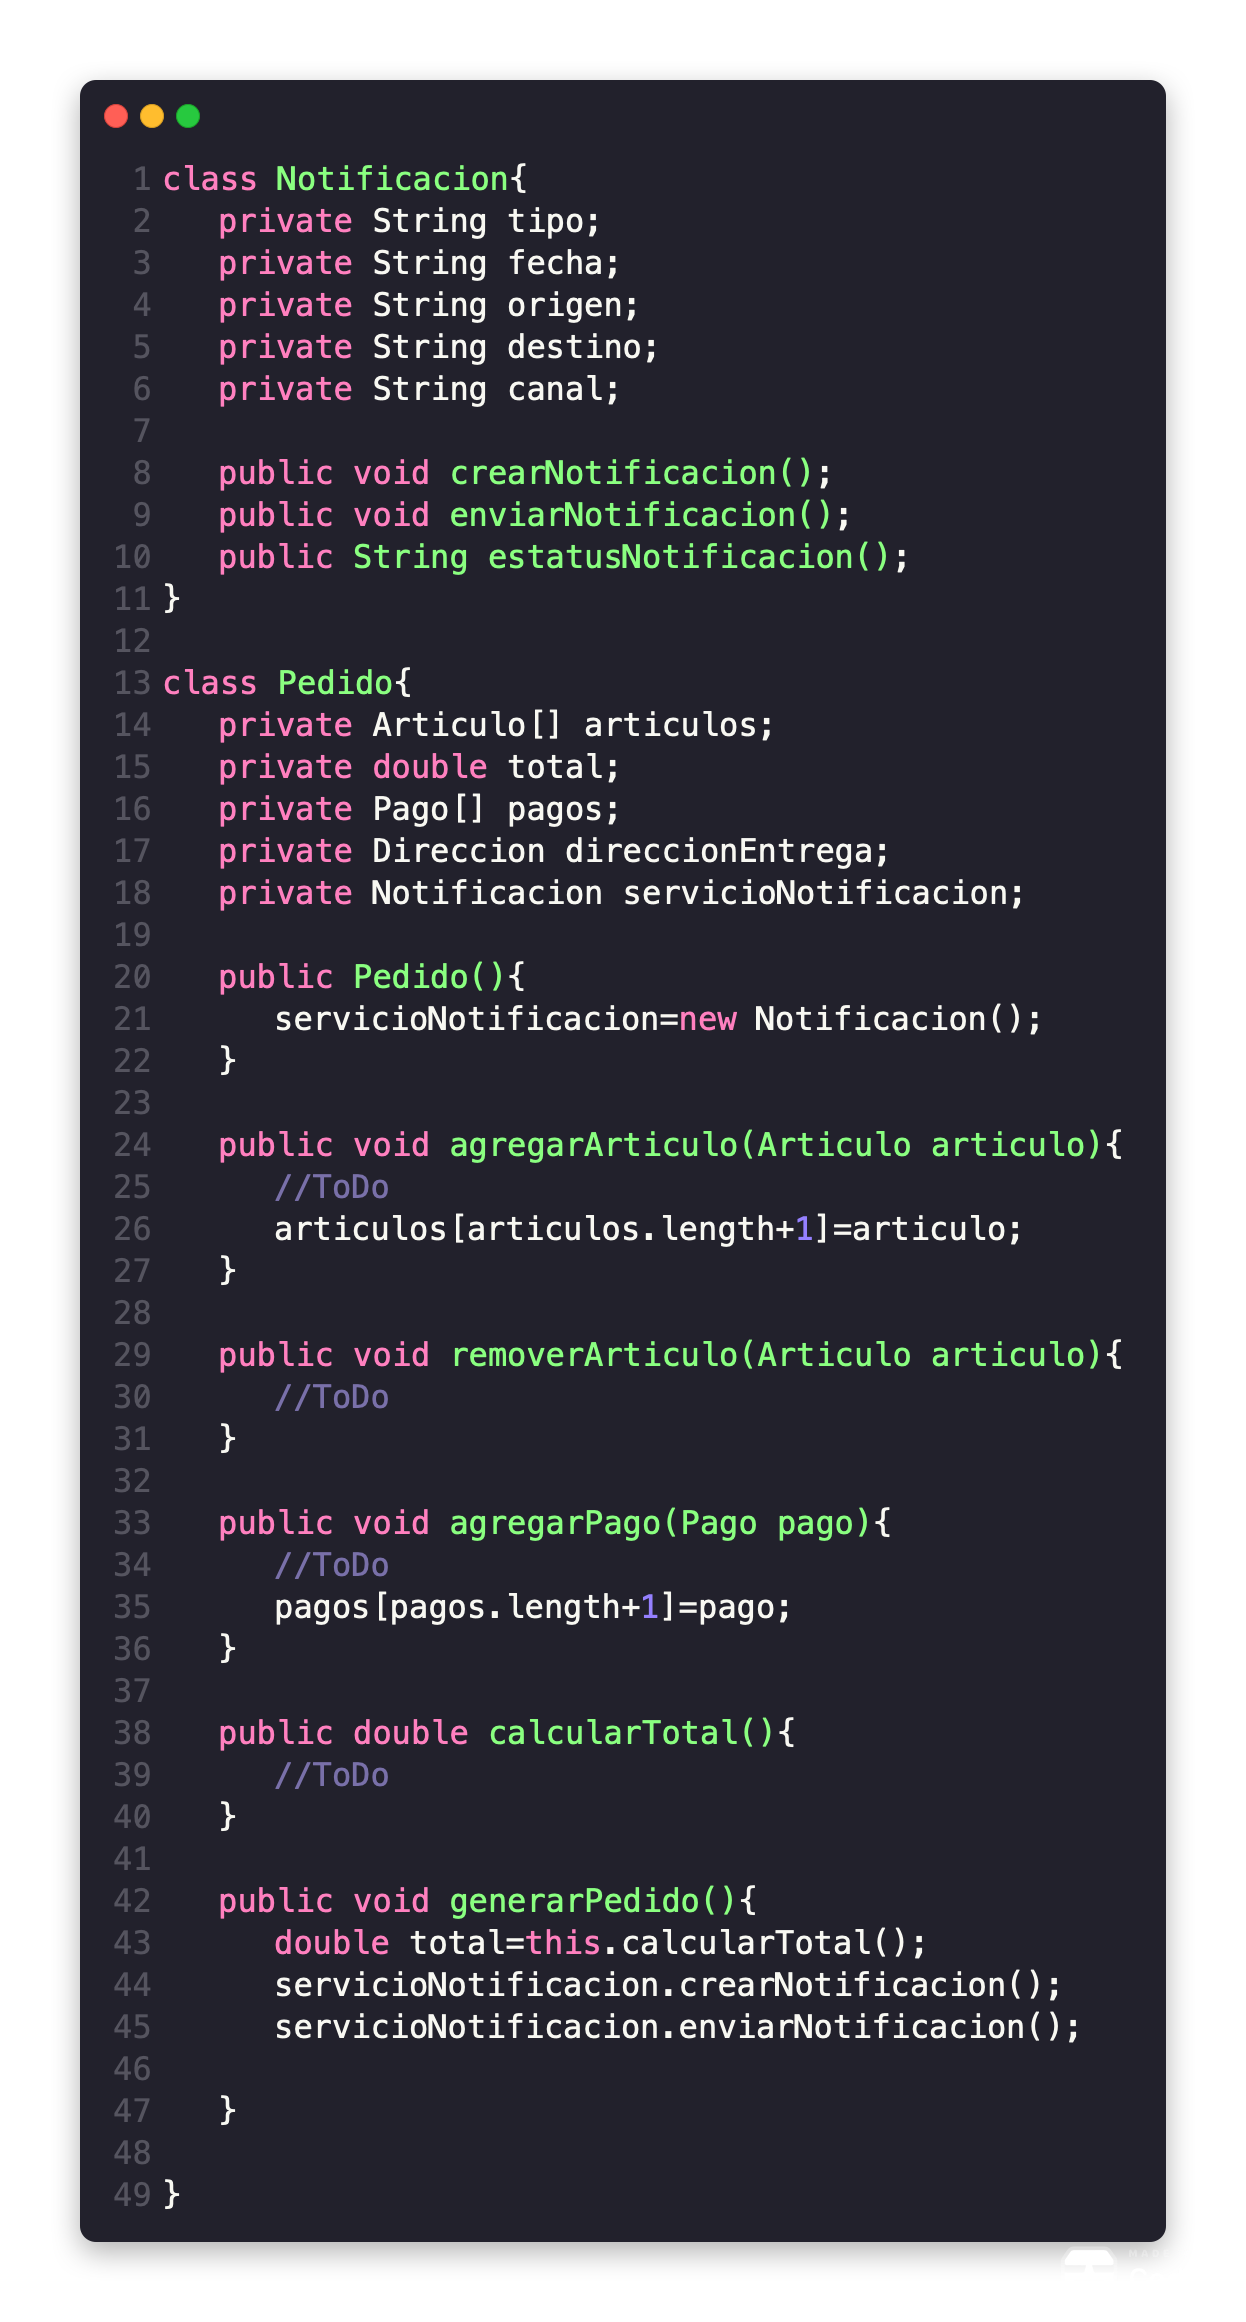 1 class Notificacion{
2 private String tipo;
3 private String fecha;
4 private String origen;
5 private String destino;
6 private String canal;
7
8 public void crearNotificacion();
9 public void enviarNotificacion();
10 public String estatusNotificacion();
11 }
12
13 class Pedido{
14 private Articulo[] articulos;
15 private double total;
16 private Pago[] pagos;
17 private Direccion direccionEntrega;
18 private Notificacion servicioNotificacion;
19
20 public Pedido(){
21 servicioNotificacion=new Notificacion();
22 }
23
24 public void agregarArticulo(Articulo articulo){
25 //ToDo
26 articulos[articulos.length+1]=articulo;
27 }
28
29 public void removerArticulo(Articulo articulo){
30 //ToDo
31 }
32
33 public void agregarPago(Pago pago){
34 //ToDo
35 pagos[pagos.length+1]=pago;
36 }
37
38 public double calcularTotal(){
39 //ToDo
40 }
41
42 public void generarPedido(){
43 double total=this.calcularTotal();
44 servicioNotificacion.crearNotificacion();
45 servicioNotificacion.enviarNotificacion();
46
47 }
48
49 }